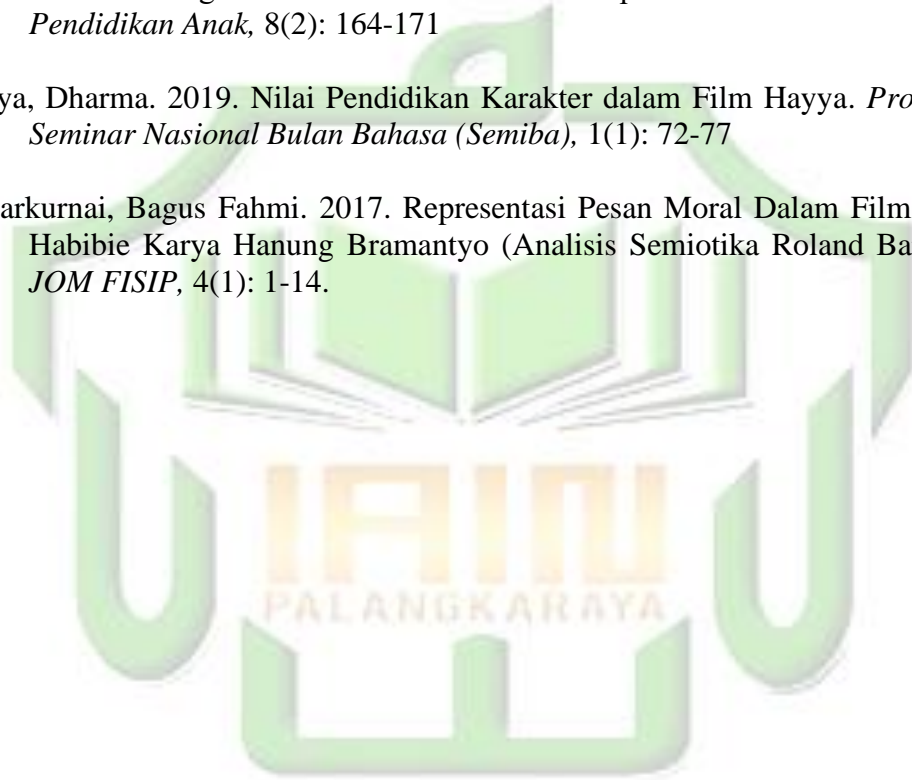 Pendidikan Anak, 8(2): 164-171
ya, Dharma. 2019. Nilai Pendidikan Karakter dalam Film Hayya. Pro
Seminar Nasional Bulan Bahasa (Semiba), 1(1): 72-77
arkurnai, Bagus Fahmi. 2017. Representasi Pesan Moral Dalam Film
Habibie Karya Hanung Bramantyo (Analisis Semiotika Roland Ba
JOM FISIP, 4(1): 1-14.
IAIN
PALANGKARAYA